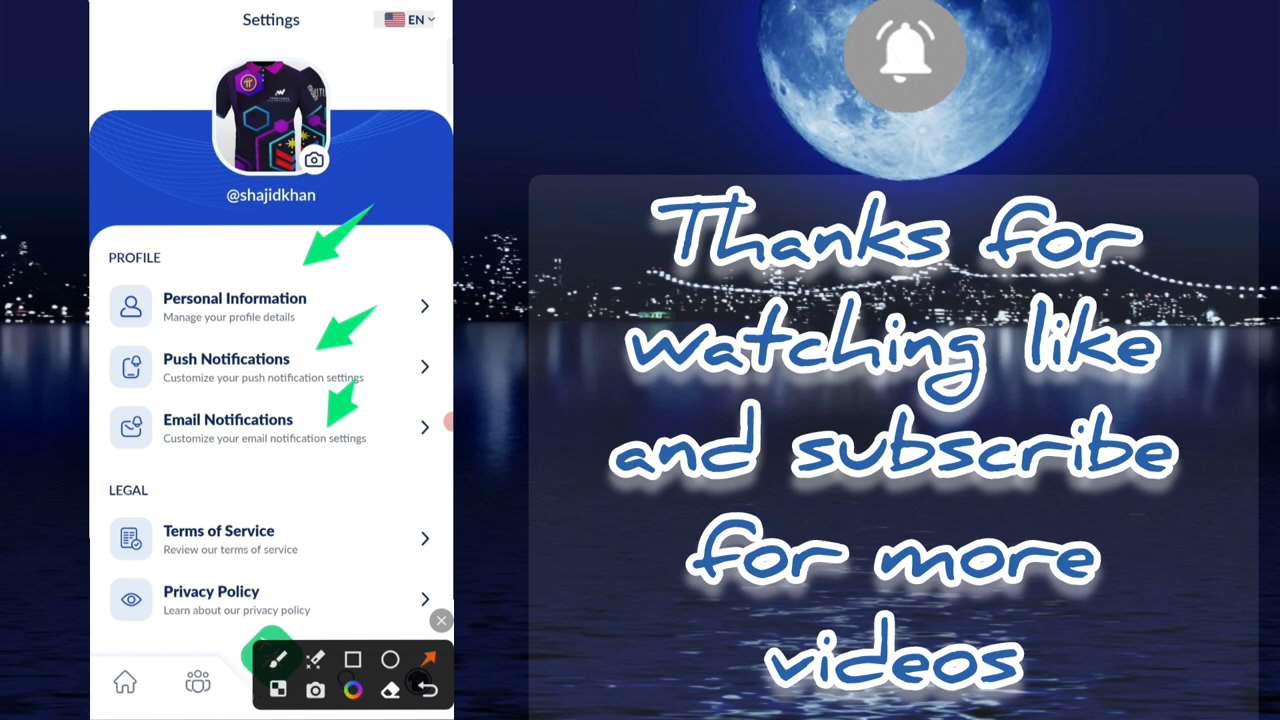 Settings
EN
@shajidkhan
PROFILE
Personal Information
Manage your profile details
Push Notifications
Customize your push notification settings
Email Notifications
Customize your email notification settings
LEGAL
Terms of Service
Review our terms of service
Privacy Policy
Learn about our privacy policy
Thanks for
watching like
and subscribe
for more
videos